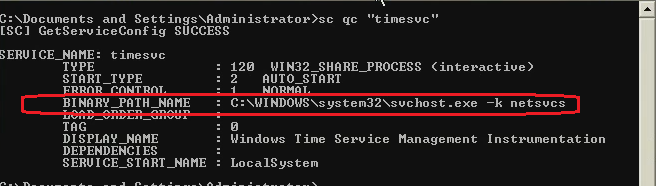 C:\Documents and Settings\Administrator>sc qc "timesvc"
[SC] GetServiceConfig SUCCESS
SERVICE_NAME: timesvc
TYPE : 120 WIN32_SHARE_PROCESS (interactive)
START_TYPE : 2 AUTO_START
ERROR_CONTROL : 1 NORMAL
BINARY_PATH_NAME : C:\WINDOWS\system32\svchost.exe -k netsvcs
LOAD_ORDER_GROUP :
TAG : 0
DISPLAY_NAME : Windows Time Service Management Instrumentation
DEPENDENCIES :
SERVICE_START_NAME : LocalSystem
C:\Documents and Settings\Administrator>